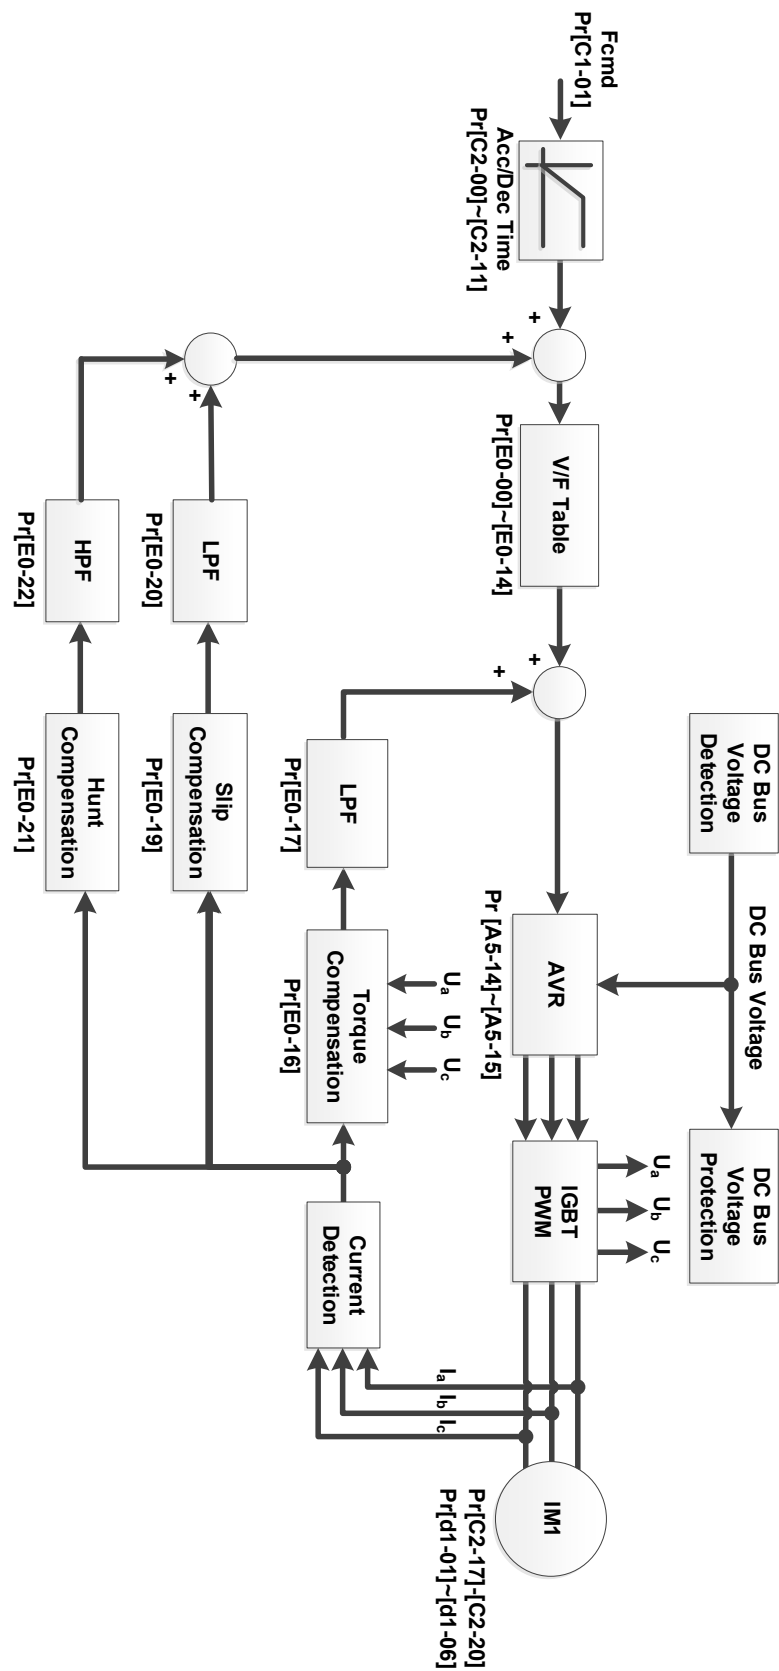 DC Bus
Voltage
Detection
DC Bus Voltage
DC Bus
Voltage
Protection
Ua
Ub
Uc
Fcmd
Pr[C1-01]
Acc/Dec Time
Pr[C2-00]~[C2-11]
+
+
V/F Table
Pr[E0-00]~[E0-14]
+
+
AVR
Pr [A5-14]~[A5-15]
IGBT
PWM
IM1
Pr[C2-17]-[C2-20]
Pr[d1-01]~[d1-06]
Ia
Ib
Ic
Ua
Ub
Uc
LPF
Pr[E0-17]
Torque
Compensation
Pr[E0-16]
Current
Detection
+
+
LPF
Pr[E0-20]
Slip
Compensation
Pr[E0-19]
HPF
Pr[E0-22]
Hunt
Compensation
Pr[E0-21]